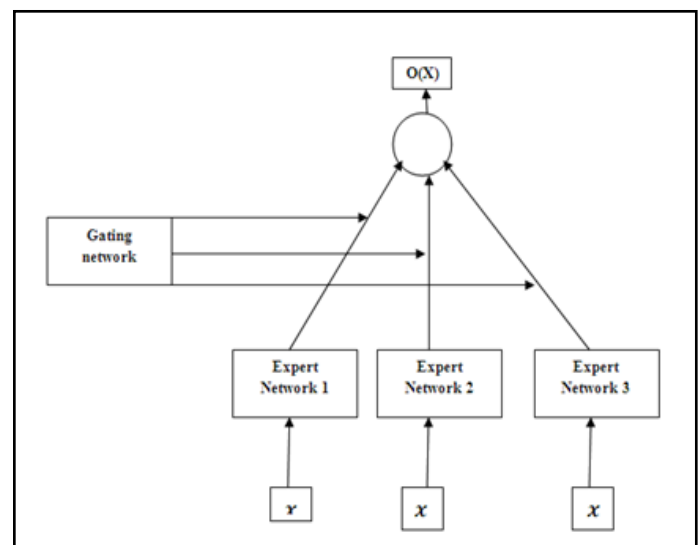 O(X)
Gating
network
Expert
Network 1
Expert
Network 2
Expert
Network 3
x
x